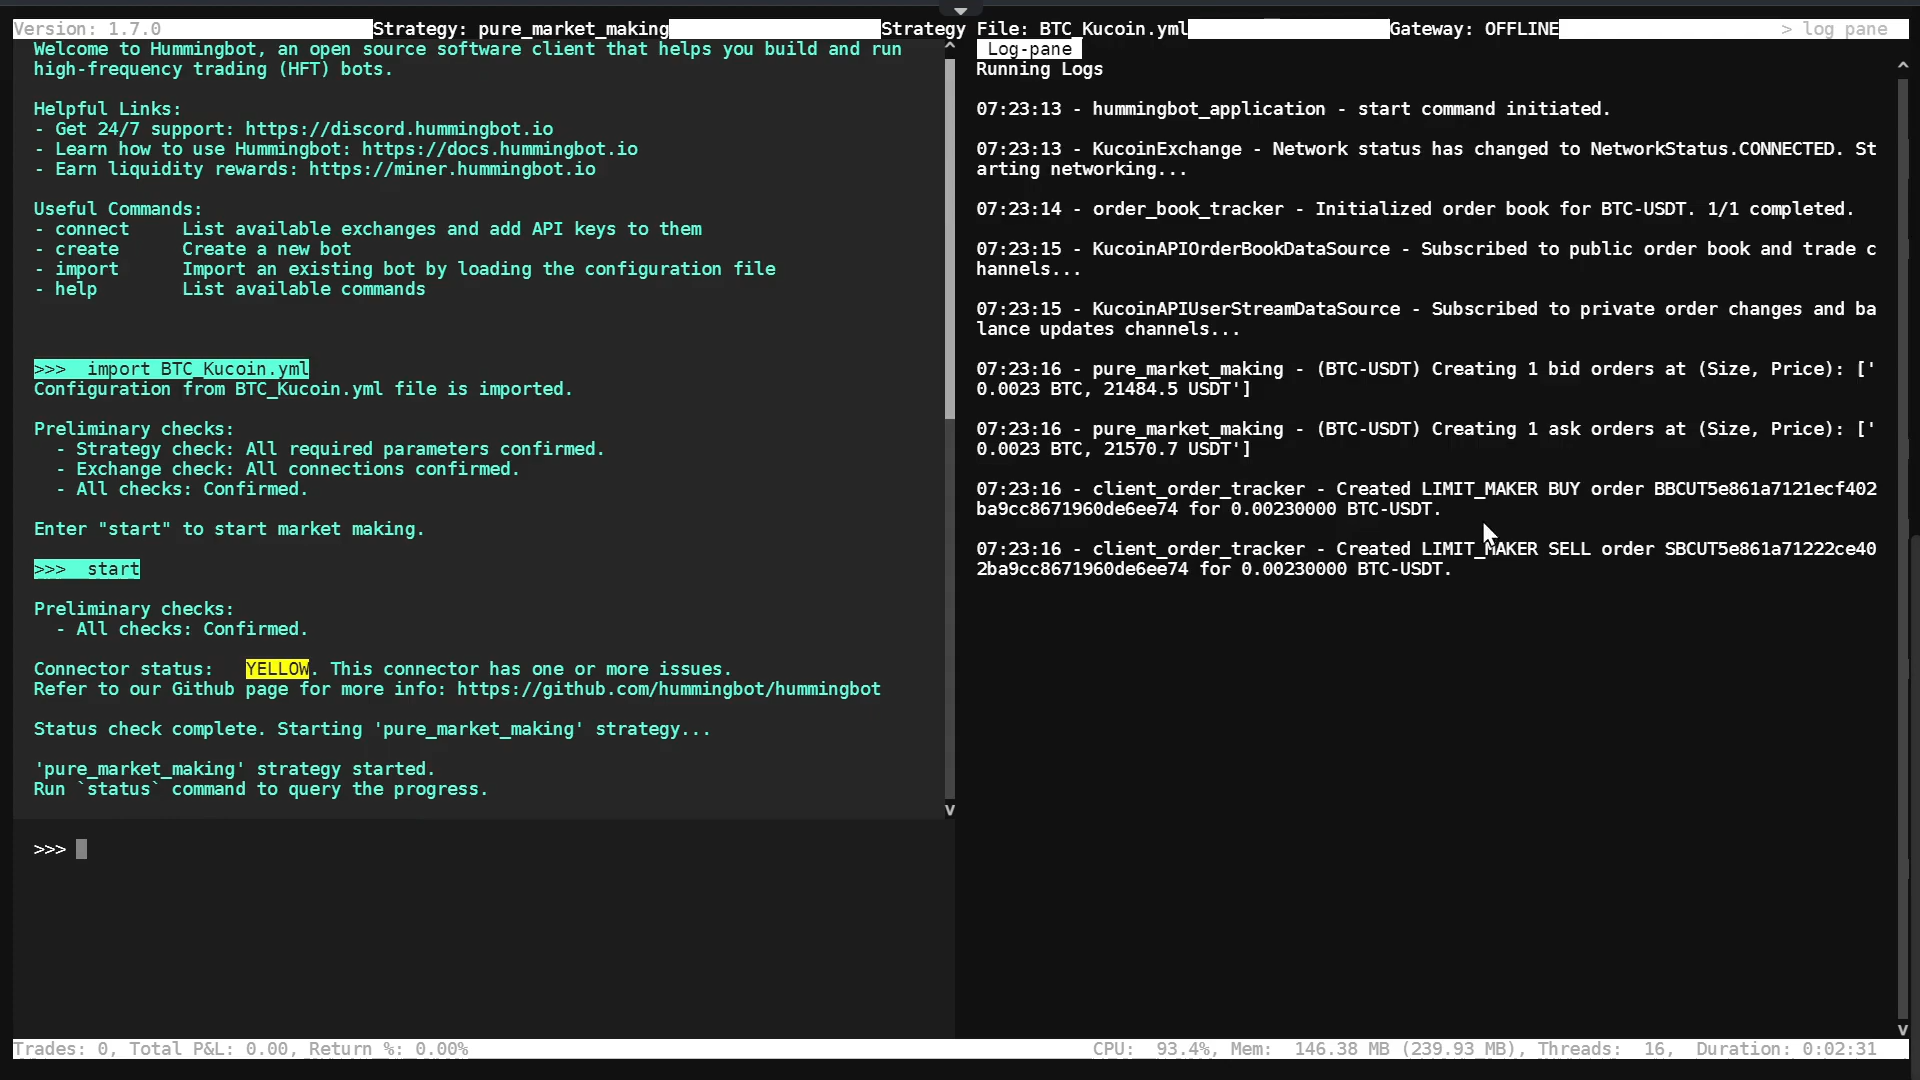 Version: 1.7.0 Strategy: pure_market_making Strategy File: BTC_Kucoin.yml Gateway: OFFLINE > log pane
Welcome to Hummingbot, an open source software client that helps you build and run
high-frequency trading (HFT) bots.
Helpful Links:
- Get 24/7 support: https://discord.hummingbot.io
- Learn how to use Hummingbot: https://docs.hummingbot.io
- Earn liquidity rewards: https://miner.hummingbot.io
Useful Commands:
- connect List available exchanges and add API keys to them
- create Create a new bot
- import Import an existing bot by loading the configuration file
- help List available commands
>>> import BTC_Kucoin.yml
Configuration from BTC_Kucoin.yml file is imported.
Preliminary checks:
- Strategy check: All required parameters confirmed.
- Exchange check: All connections confirmed.
- All checks: Confirmed.
Enter "start" to start market making.
>>> start
Preliminary checks:
- All checks: Confirmed.
Connector status: YELLOW. This connector has one or more issues.
Refer to our Github page for more info: https://github.com/hummingbot/hummingbot
Status check complete. Starting 'pure_market_making' strategy...
'pure_market_making' strategy started.
Run `status` command to query the progress.
>>>
Log-pane
Running Logs
07:23:13 - hummingbot_application - start command initiated.
07:23:13 - KucoinExchange - Network status has changed to NetworkStatus.CONNECTED. St
arting networking...
07:23:14 - order_book_tracker - Initialized order book for BTC-USDT. 1/1 completed.
07:23:15 - KucoinAPIOrderBookDataSource - Subscribed to public order book and trade c
hannels...
07:23:15 - KucoinAPIUserStreamDataSource - Subscribed to private order changes and ba
lance updates channels...
07:23:16 - pure_market_making - (BTC-USDT) Creating 1 bid orders at (Size, Price): ['
0.0023 BTC, 21484.5 USDT']
07:23:16 - pure_market_making - (BTC-USDT) Creating 1 ask orders at (Size, Price): ['
0.0023 BTC, 21570.7 USDT']
07:23:16 - client_order_tracker - Created LIMIT_MAKER BUY order BBCUT5e861a7121ecf402
ba9cc8671960de6ee74 for 0.00230000 BTC-USDT.
07:23:16 - client_order_tracker - Created LIMIT_MAKER SELL order SBCUT5e861a71222ce40
2ba9cc8671960de6ee74 for 0.00230000 BTC-USDT.
Trades: 0, Total P&L: 0.00, Return %: 0.00% CPU: 93.4%, Mem: 146.38 MB (239.93 MB), Threads: 16, Duration: 0:02:31